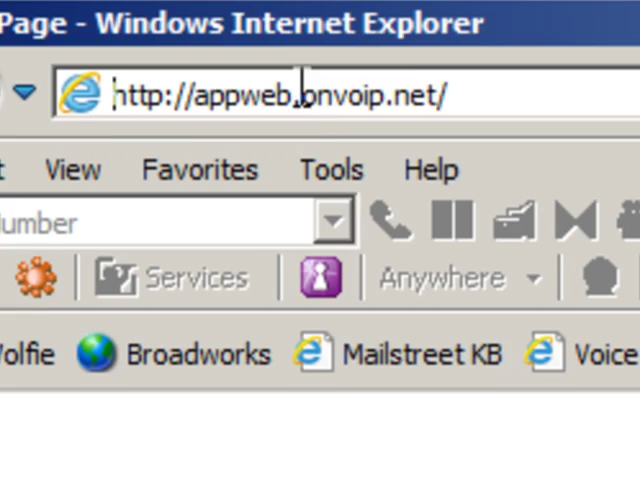 Page - Windows Internet Explorer
http://appweb.onvoip.net/
View Favorites Tools Help
umber
Services Anywhere
olfie Broadworks Mailstreet KB Voice